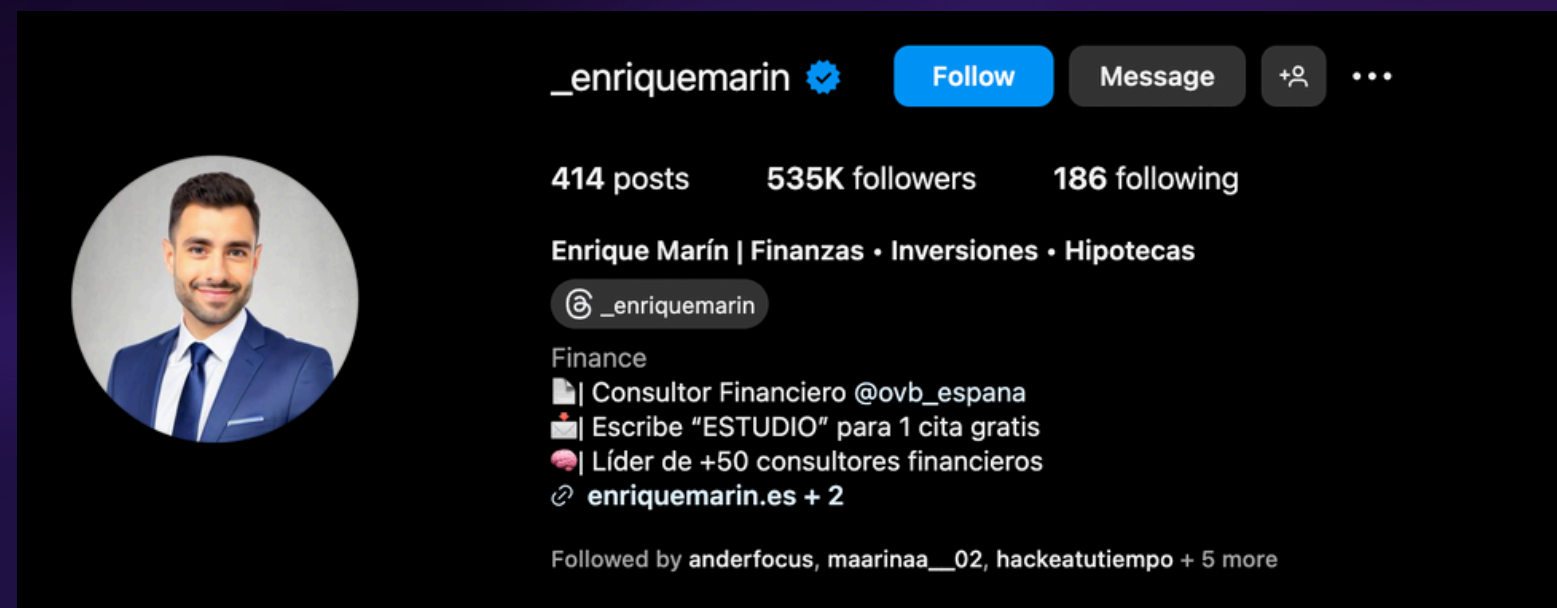 _enriquemarin
Follow
Message
414 posts
535K followers
186 following
Enrique Marín | Finanzas • Inversiones • Hipotecas
_enriquemarin
Finance
📄| Consultor Financiero @ovb_espana
📩| Escribe “ESTUDIO” para 1 cita gratis
🧠| Líder de +50 consultores financieros
enriquemarin.es + 2
Followed by anderfocus, maarinaa__02, hackeatutiempo + 5 more